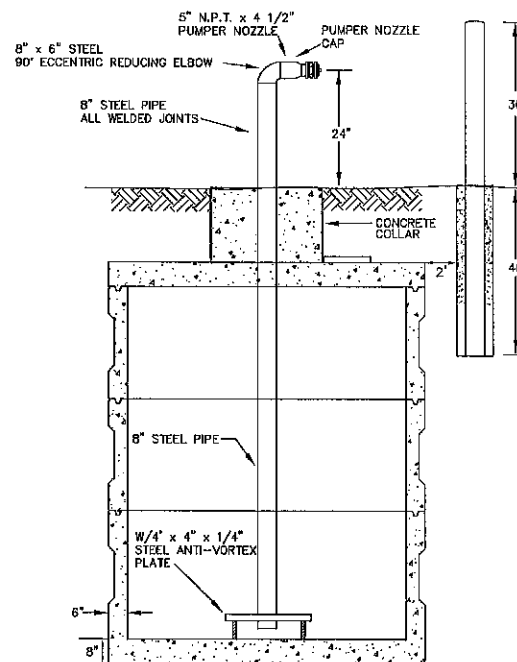 5" N.P.T. x 4 1/2"
PUMPER NOZZLE
PUMPER NOZZLE
CAP
8" x 6" STEEL
90° ECCENTRIC REDUCING ELBOW
8" STEEL PIPE
ALL WELDED JOINTS
24"
CONCRETE
COLLAR
2'
8" STEEL PIPE
W/4' x 4" x 1/4"
STEEL ANTI-VORTEX
PLATE
6"
8"